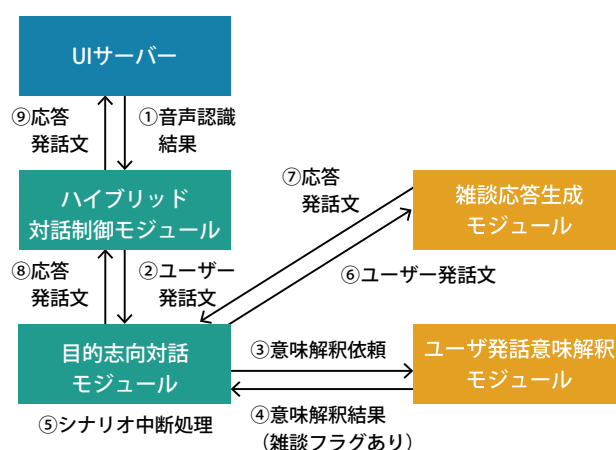 UIサーバー
⑨応答
発話文
①音声認識
結果
ハイブリッド
対話制御モジュール
⑦応答
発話文
雑談応答生成
モジュール
⑧応答
発話文
②ユーザー
発話文
⑥ユーザー発話文
目的志向対話
モジュール
③意味解釈依頼
ユーザ発話意味解釈
モジュール
⑤シナリオ中断処理
④意味解釈結果
（雑談フラグあり）